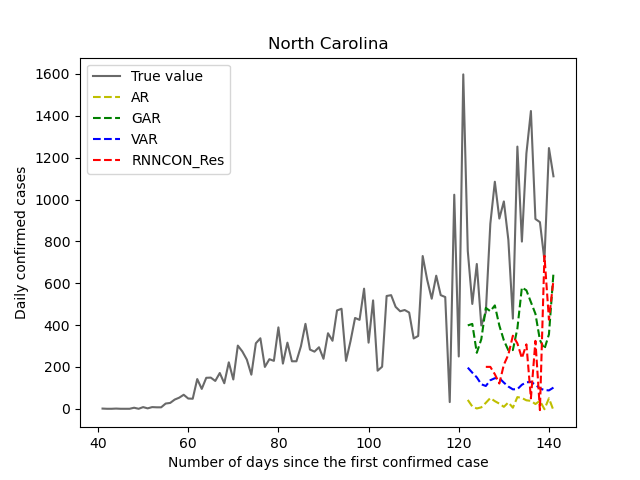 North Carolina
True value
AR
GAR
VAR
RNNCON_Res
Daily confirmed cases
1600
1400
1200
1000
800
600
400
200
0
40 60 80 100 120 140
Number of days since the first confirmed case